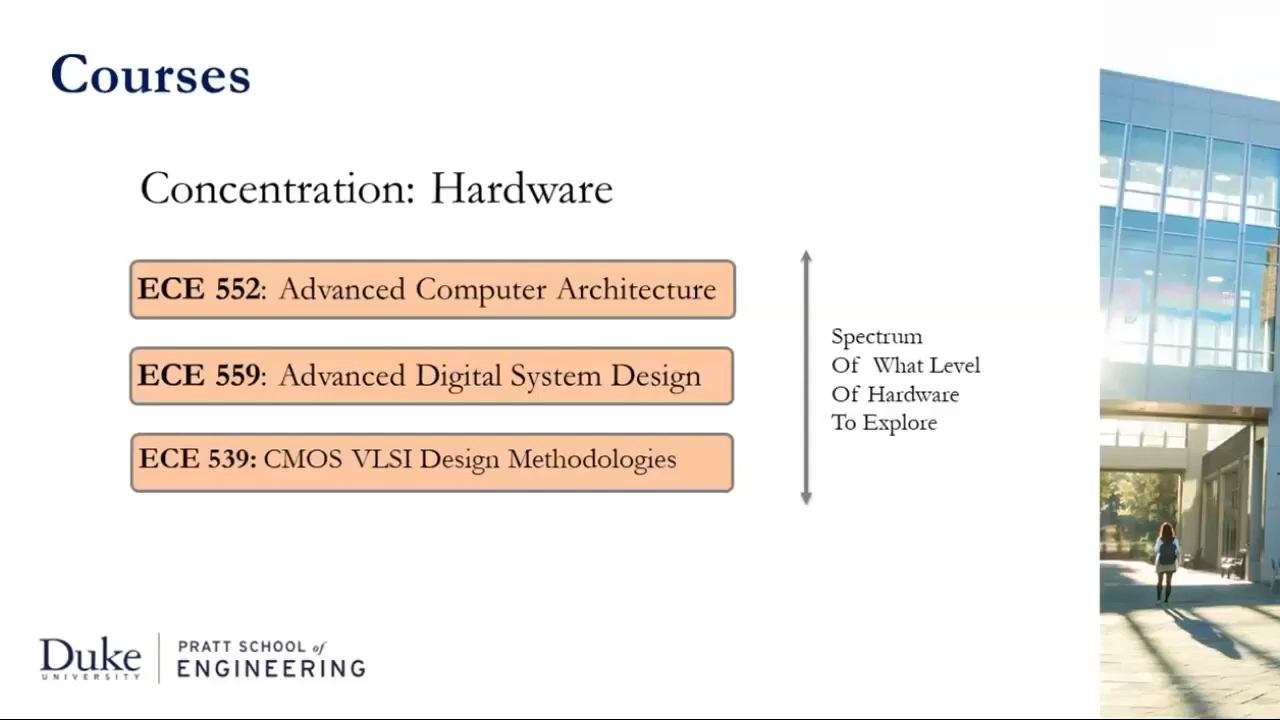 Courses
Concentration: Hardware
ECE 552: Advanced Computer Architecture
ECE 559: Advanced Digital System Design
ECE 539: CMOS VLSI Design Methodologies
Spectrum
Of What Level
Of Hardware
To Explore
Duke
UNIVERSITY
PRATT SCHOOL of
ENGINEERING